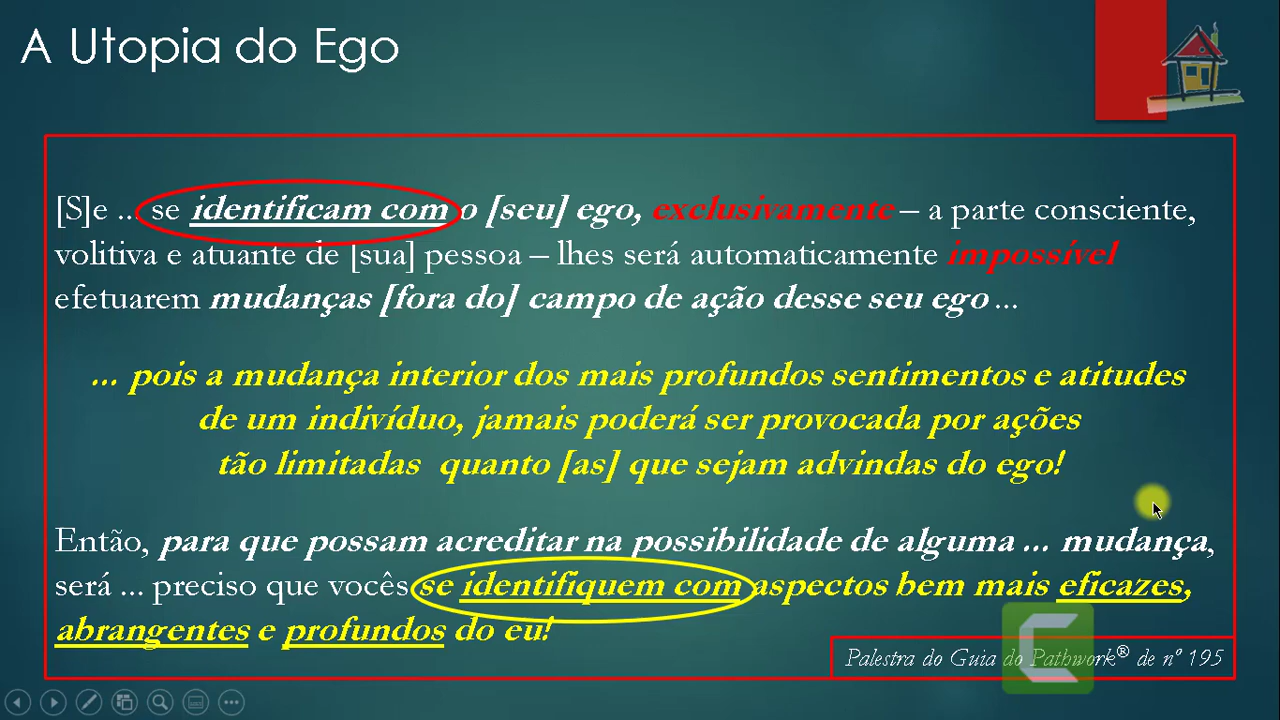 A Utopia do Ego
[S]e ... se identificam com o [seu] ego, exclusivamente – a parte consciente,
volitiva e atuante de [sua] pessoa – lhes será automaticamente impossível
efetuarem mudanças [fora do] campo de ação desse seu ego ...
... pois a mudança interior dos mais profundos sentimentos e atitudes
de um indivíduo, jamais poderá ser provocada por ações
tão limitadas quanto [as] que sejam advindas do ego!
Então, para que possam acreditar na possibilidade de alguma ... mudança,
será ... preciso que vocês se identifiquem com aspectos bem mais eficazes,
abrangentes e profundos do eu!
Palestra do Guia do Pathwork® de nº 195